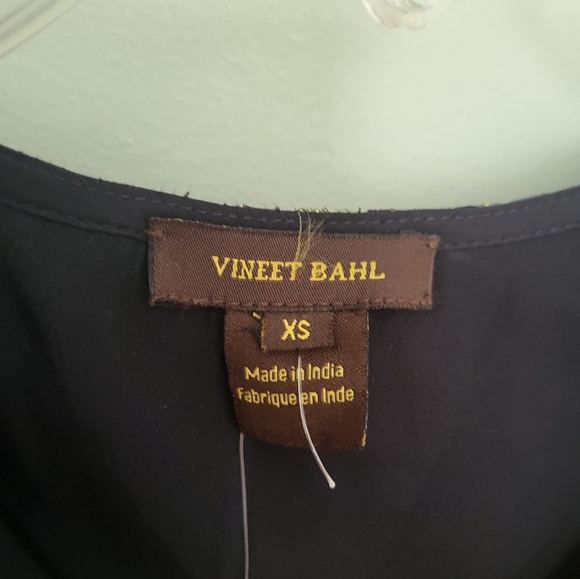 VINEET BAHL
XS
Made in India
Fabrique en Inde